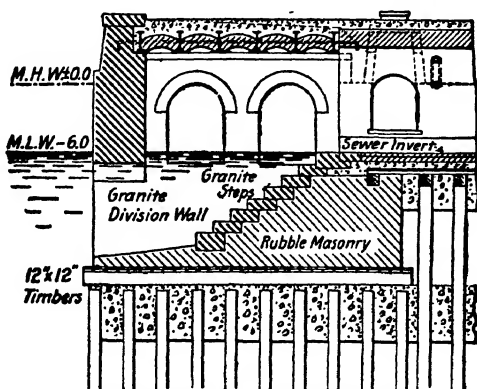 M.H.W.±0.0
M.L.W.-6.0
Sewer Invert
Granite
Steps
Granite
Division Wall
Rubble Masonry
12"x12"
Timbers